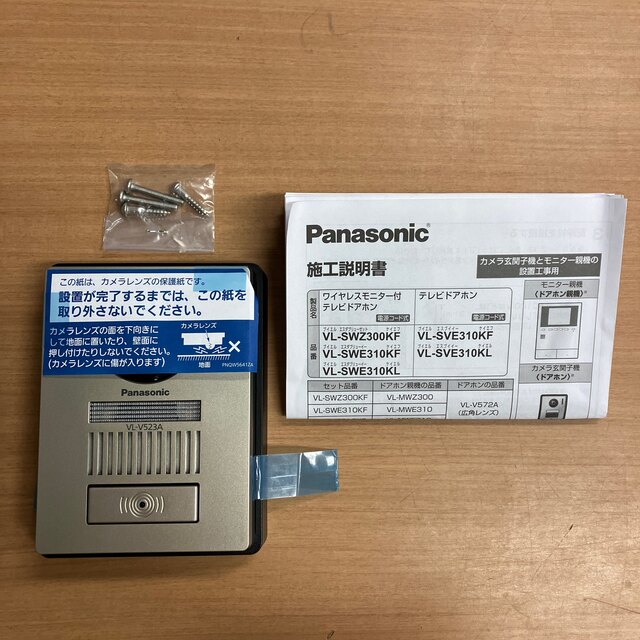 この紙は、カメラレンズの保護紙です。
設置が完了するまでは、この紙を
取り外さないでください。
カメラレンズの面を下向きに
して地面に置いたり、壁面に
押し付けたりしないでください。
(カメラレンズに傷が入ります)
カメラレンズ
地面
PNQW5641ZA
Panasonic
VL-V523A
Panasonic®
施工説明書
カメラ玄関子機とモニター親機の
設置工事用
製品名
ワイヤレスモニター付
テレビドアホン
電源コード式
テレビドアホン
電源コード式
品番
VL-SWZ300KF
VL-SWE310KF
VL-SWE310KL
VL-SVE310KF
VL-SVE310KL
モニター親機
(ドアホン親機)※
カメラ玄関子機
(ドアホン)※
セット品番 ドアホン親機の品番 ドアホンの品番
VL-SWZ300KF VL-MWZ300
VL-SWE310KF VL-MWE310
VL-V572A
(広角レンズ)